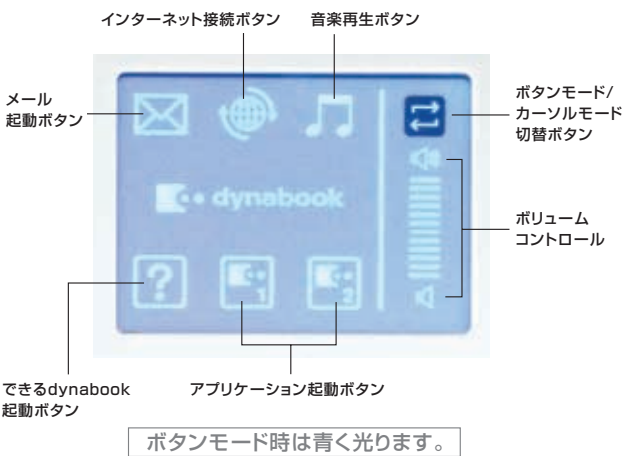 インターネット接続ボタン
音楽再生ボタン
メール
起動ボタン
ボタンモード/
カーソルモード
切替ボタン
dynabook
ボリューム
コントロール
?
1
2
できるdynabook
起動ボタン
アプリケーション起動ボタン
ボタンモード時は青く光ります。